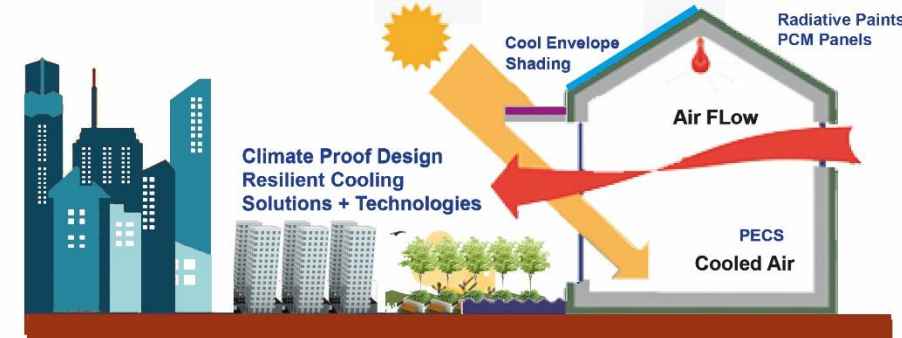 Cool Envelope
Shading
Radiative Paints
PCM Panels
Air FLow
Climate Proof Design
Resilient Cooling
Solutions + Technologies
PECS
Cooled Air